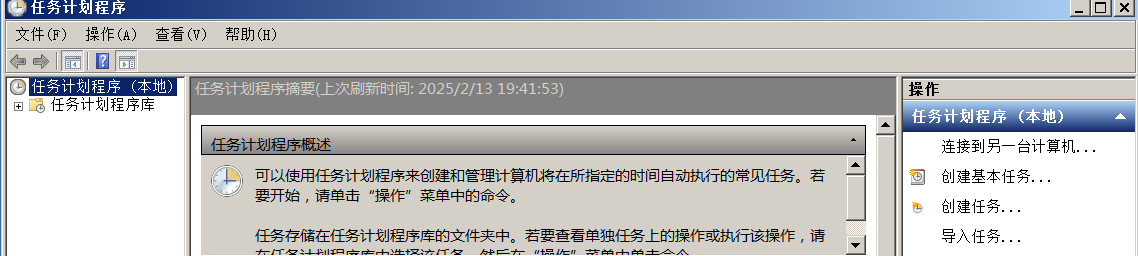 任务计划程序
文件(F) 操作(A) 查看(V) 帮助(H)
任务计划程序 (本地)
任务计划程序库
任务计划程序摘要(上次刷新时间: 2025/2/13 19:41:53)
任务计划程序概述
可以使用任务计划程序来创建和管理计算机将在所指定的时间自动执行的常见任务。若
要开始，请单击“操作”菜单中的命令。
任务存储在任务计划程序库的文件夹中。若要查看单独任务上的操作或执行该操作，请
在任务计划程序库中选择该任务，然后在“操作”菜单中单击命令。
操作
任务计划程序 (本地)
连接到另一台计算机...
创建基本任务...
创建任务...
导入任务...